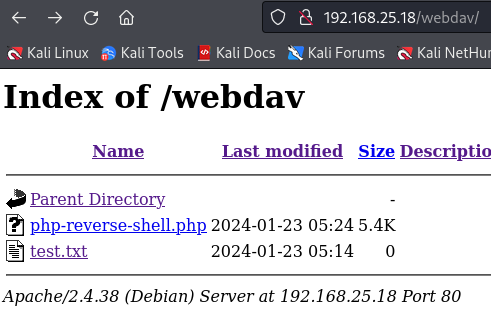 192.168.25.18/webdav/
Kali Linux Kali Tools Kali Docs Kali Forums Kali NetHun
Index of /webdav
Name Last modified Size Descriptio
Parent Directory -
php-reverse-shell.php 2024-01-23 05:24 5.4K
test.txt 2024-01-23 05:14 0
Apache/2.4.38 (Debian) Server at 192.168.25.18 Port 80